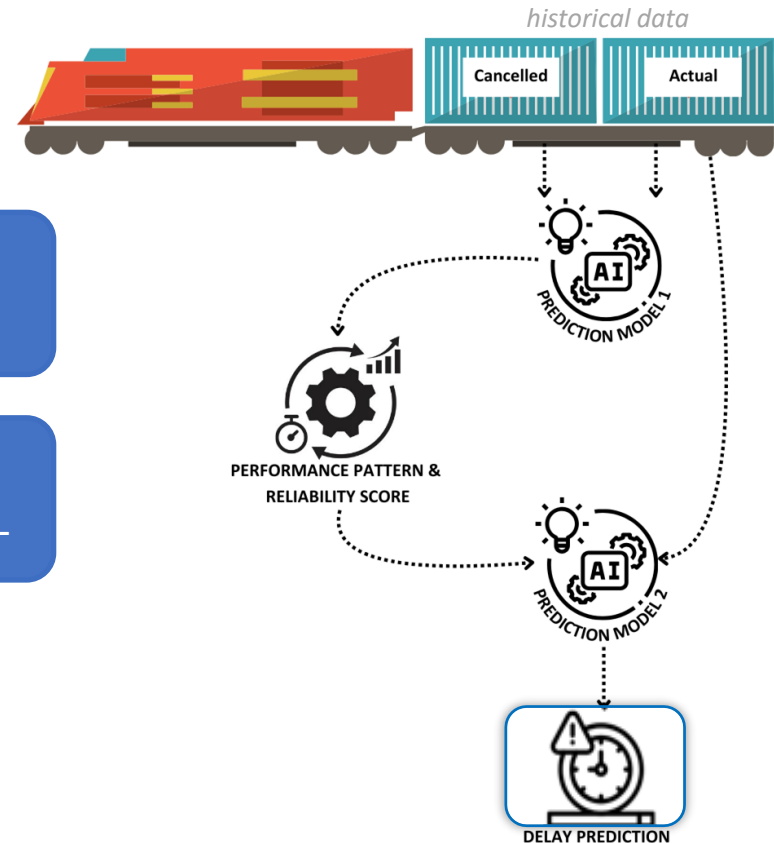 historical data
Cancelled
Actual
AI
PREDICTION MODEL 1
PERFORMANCE PATTERN &
RELIABILITY SCORE
AI
PREDICTION MODEL 2
DELAY PREDICTION